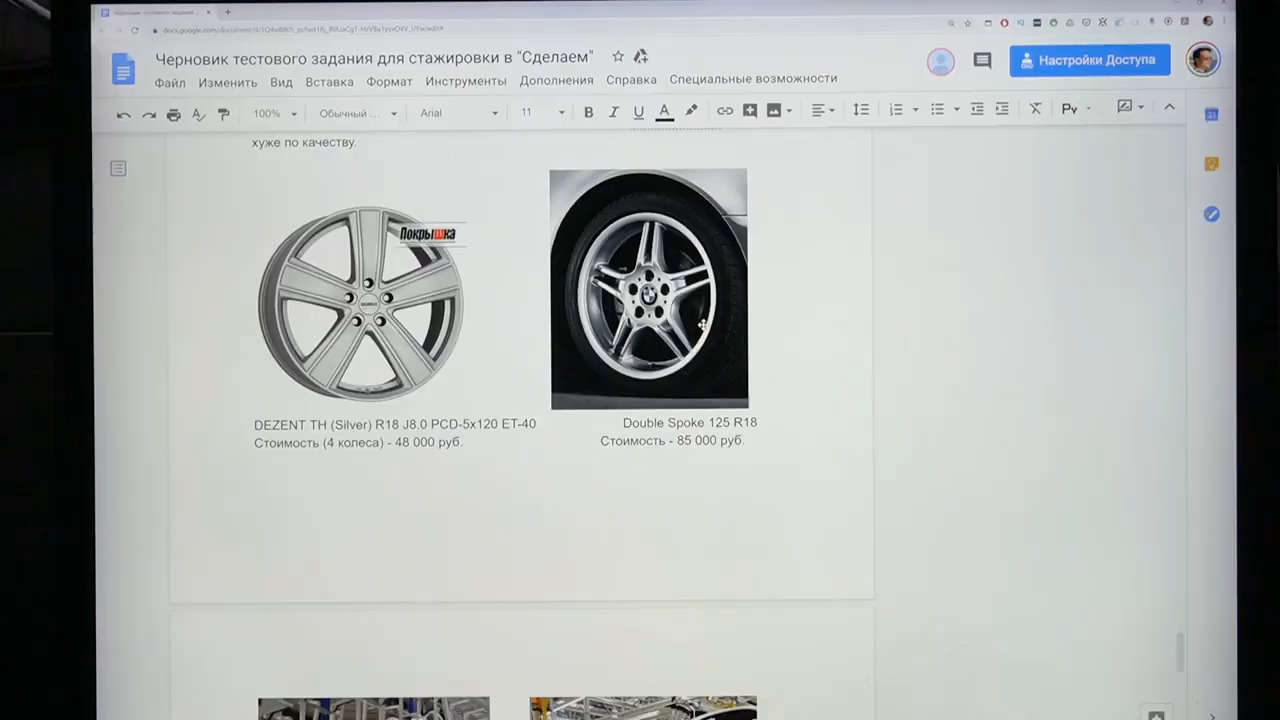 Черновик тестового задания для стажировки в "Сделаем"
Настройки Доступа
Файл Изменить Вид Вставка Формат Инструменты Дополнения Справка Специальные возможности
100% Обычный ... Arial 11 B I U A
хуже по качеству.
Покрышка
DEZENT TH (Silver) R18 J8.0 PCD-5x120 ET-40
Стоимость (4 колеса) - 48 000 руб.
Double Spoke 125 R18
Стоимость - 85 000 руб.